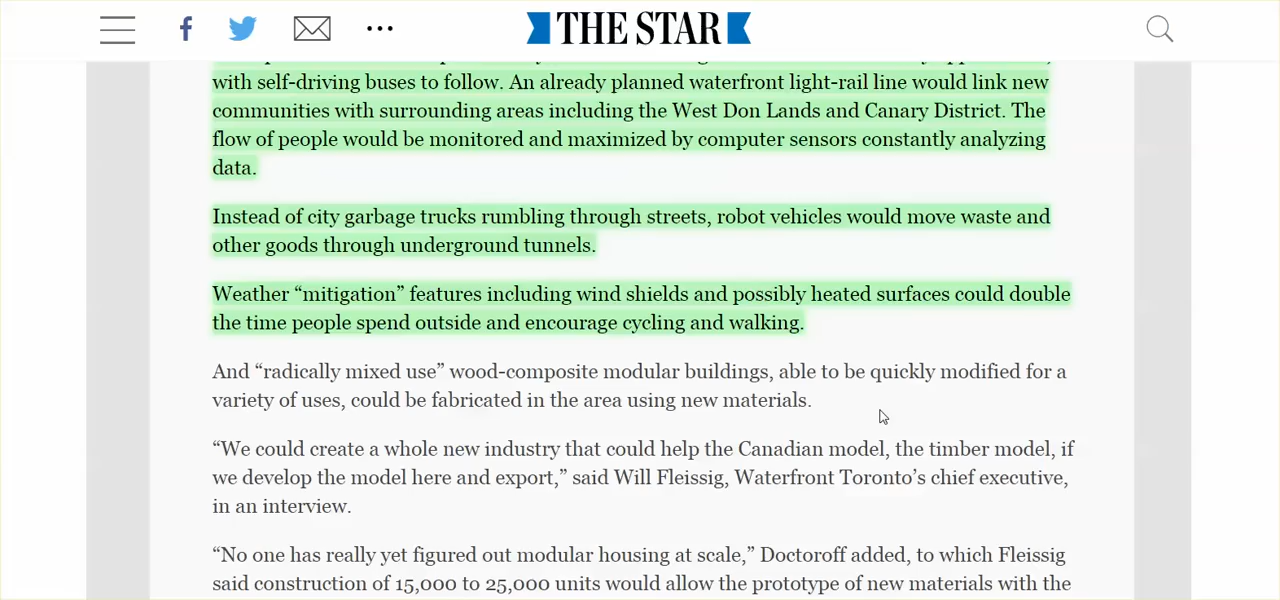 THE STAR
with self-driving buses to follow. An already planned waterfront light-rail line would link new
communities with surrounding areas including the West Don Lands and Canary District. The
flow of people would be monitored and maximized by computer sensors constantly analyzing
data.
Instead of city garbage trucks rumbling through streets, robot vehicles would move waste and
other goods through underground tunnels.
Weather “mitigation” features including wind shields and possibly heated surfaces could double
the time people spend outside and encourage cycling and walking.
And “radically mixed use” wood-composite modular buildings, able to be quickly modified for a
variety of uses, could be fabricated in the area using new materials.
“We could create a whole new industry that could help the Canadian model, the timber model, if
we develop the model here and export,” said Will Fleissig, Waterfront Toronto’s chief executive,
in an interview.
“No one has really yet figured out modular housing at scale,” Doctoroff added, to which Fleissig
said construction of 15,000 to 25,000 units would allow the prototype of new materials with the